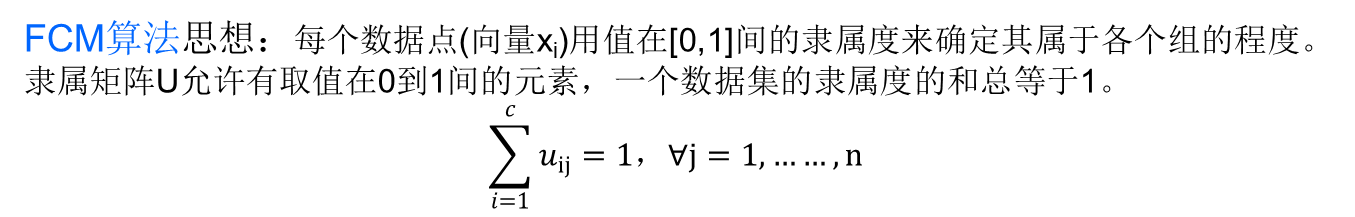 FCM算法思想：每个数据点(向量xᵢ)用值在[0,1]间的隶属度来确定其属于各个组的程度。
隶属矩阵U允许有取值在0到1间的元素，一个数据集的隶属度的和总等于1。
∑_{i=1}^{c} u_{ij} = 1，∀j = 1, … … , n